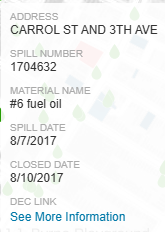 ADDRESS
CARROL ST AND 3TH AVE
SPILL NUMBER
1704632
MATERIAL NAME
#6 fuel oil
SPILL DATE
8/7/2017
CLOSED DATE
8/10/2017
DEC LINK
See More Information